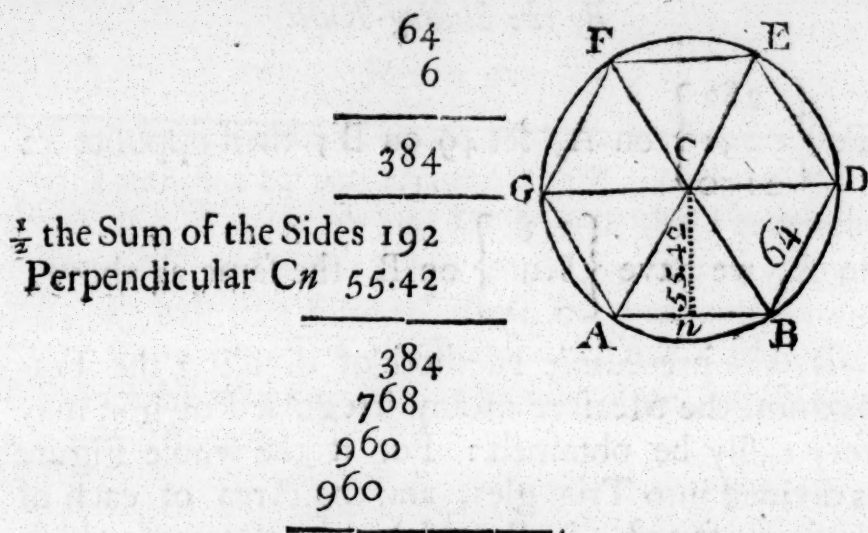 64
6
384
½ the Sum of the Sides 192
Perpendicular Cn 55.42
384
768
960
960
F
E
C
G
D
55.42
64
n
A
B